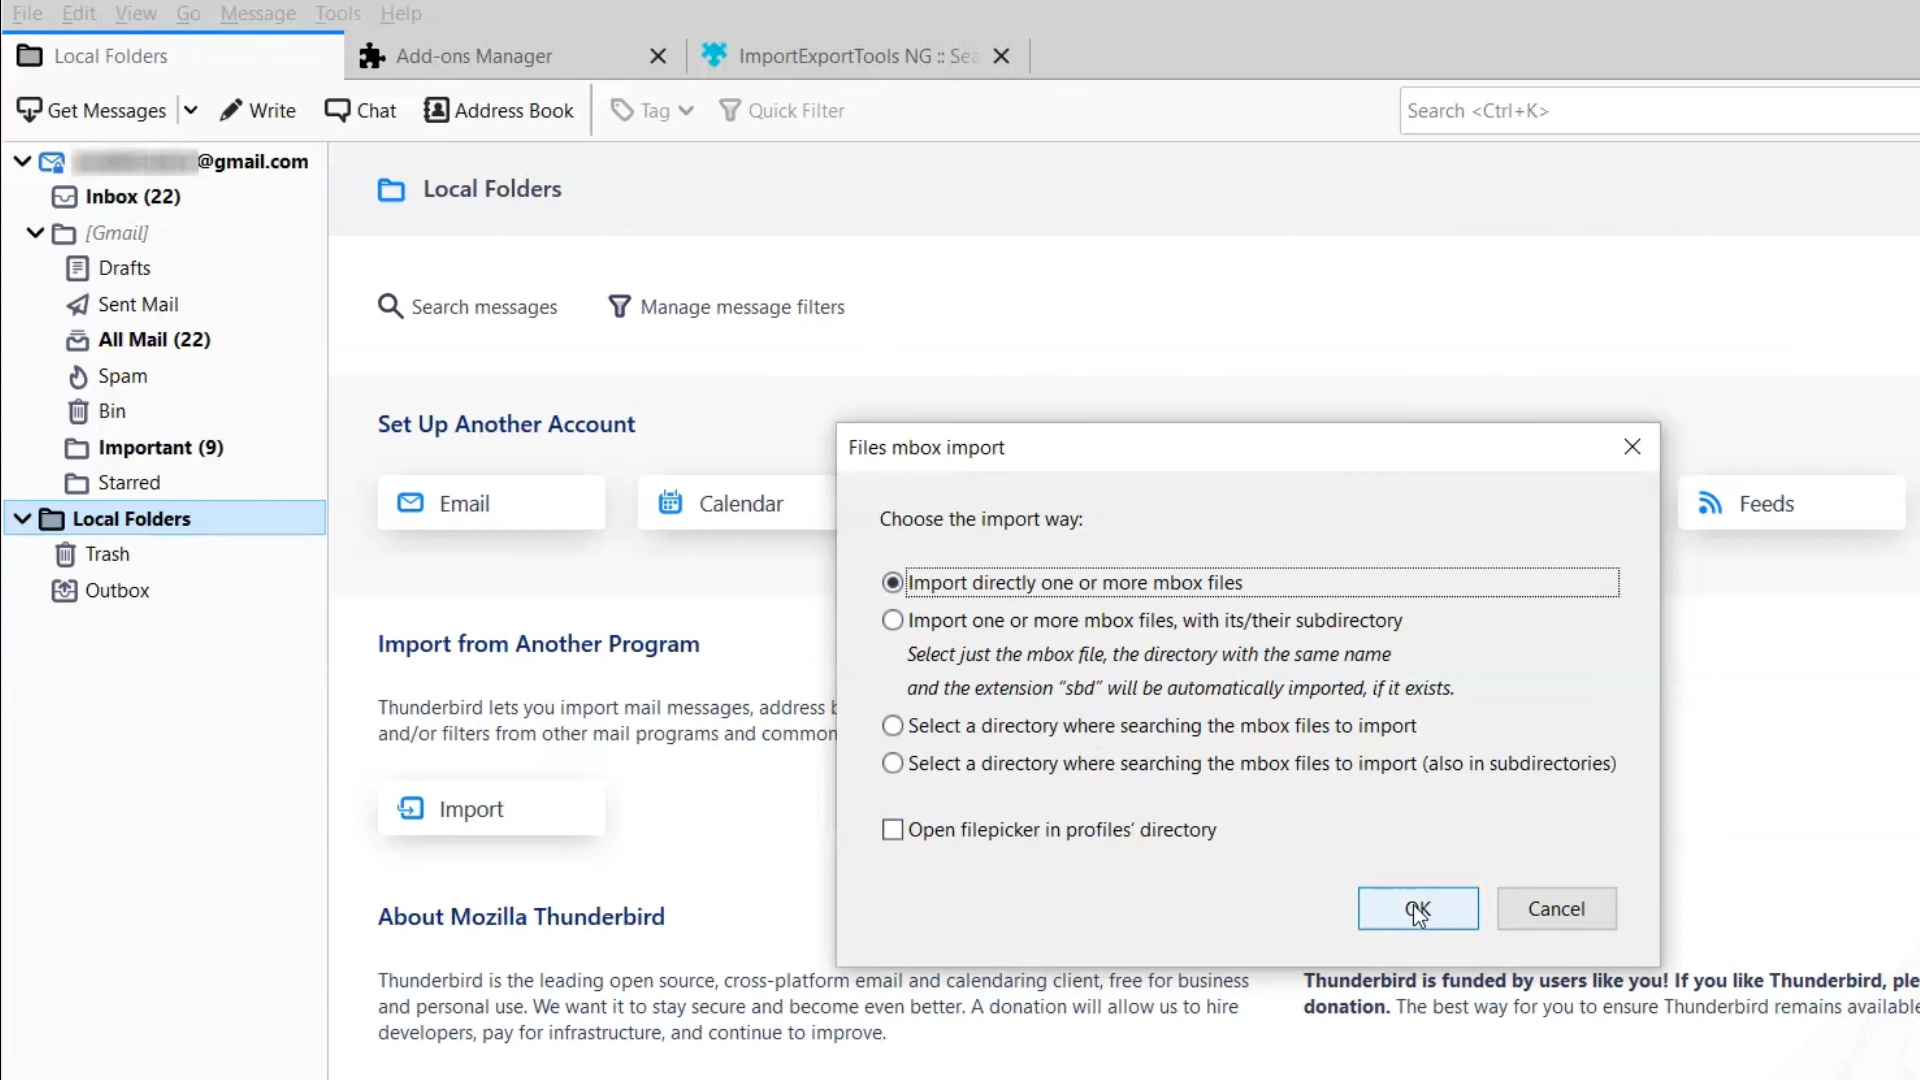 File Edit View Go Message Tools Help
Local Folders
Add-ons Manager
ImportExportTools NG :: Sea
Get Messages
Write
Chat
Address Book
Tag
Quick Filter
Search <Ctrl+K>
@gmail.com
Inbox (22)
[Gmail]
Drafts
Sent Mail
All Mail (22)
Spam
Bin
Important (9)
Starred
Local Folders
Trash
Outbox
Local Folders
Search messages
Manage message filters
Set Up Another Account
Email
Calendar
Feeds
Import from Another Program
Thunderbird lets you import mail messages, address
and/or filters from other mail programs and common
Import
About Mozilla Thunderbird
Thunderbird is the leading open source, cross-platform email and calendaring client, free for business
and personal use. We want it to stay secure and become even better. A donation will allow us to hire
developers, pay for infrastructure, and continue to improve.
Thunderbird is funded by users like you! If you like Thunderbird, ple
donation. The best way for you to ensure Thunderbird remains available
Files mbox import
Choose the import way:
Import directly one or more mbox files
Import one or more mbox files, with its/their subdirectory
Select just the mbox file, the directory with the same name
and the extension “sbd” will be automatically imported, if it exists.
Select a directory where searching the mbox files to import
Select a directory where searching the mbox files to import (also in subdirectories)
Open filepicker in profiles' directory
OK
Cancel